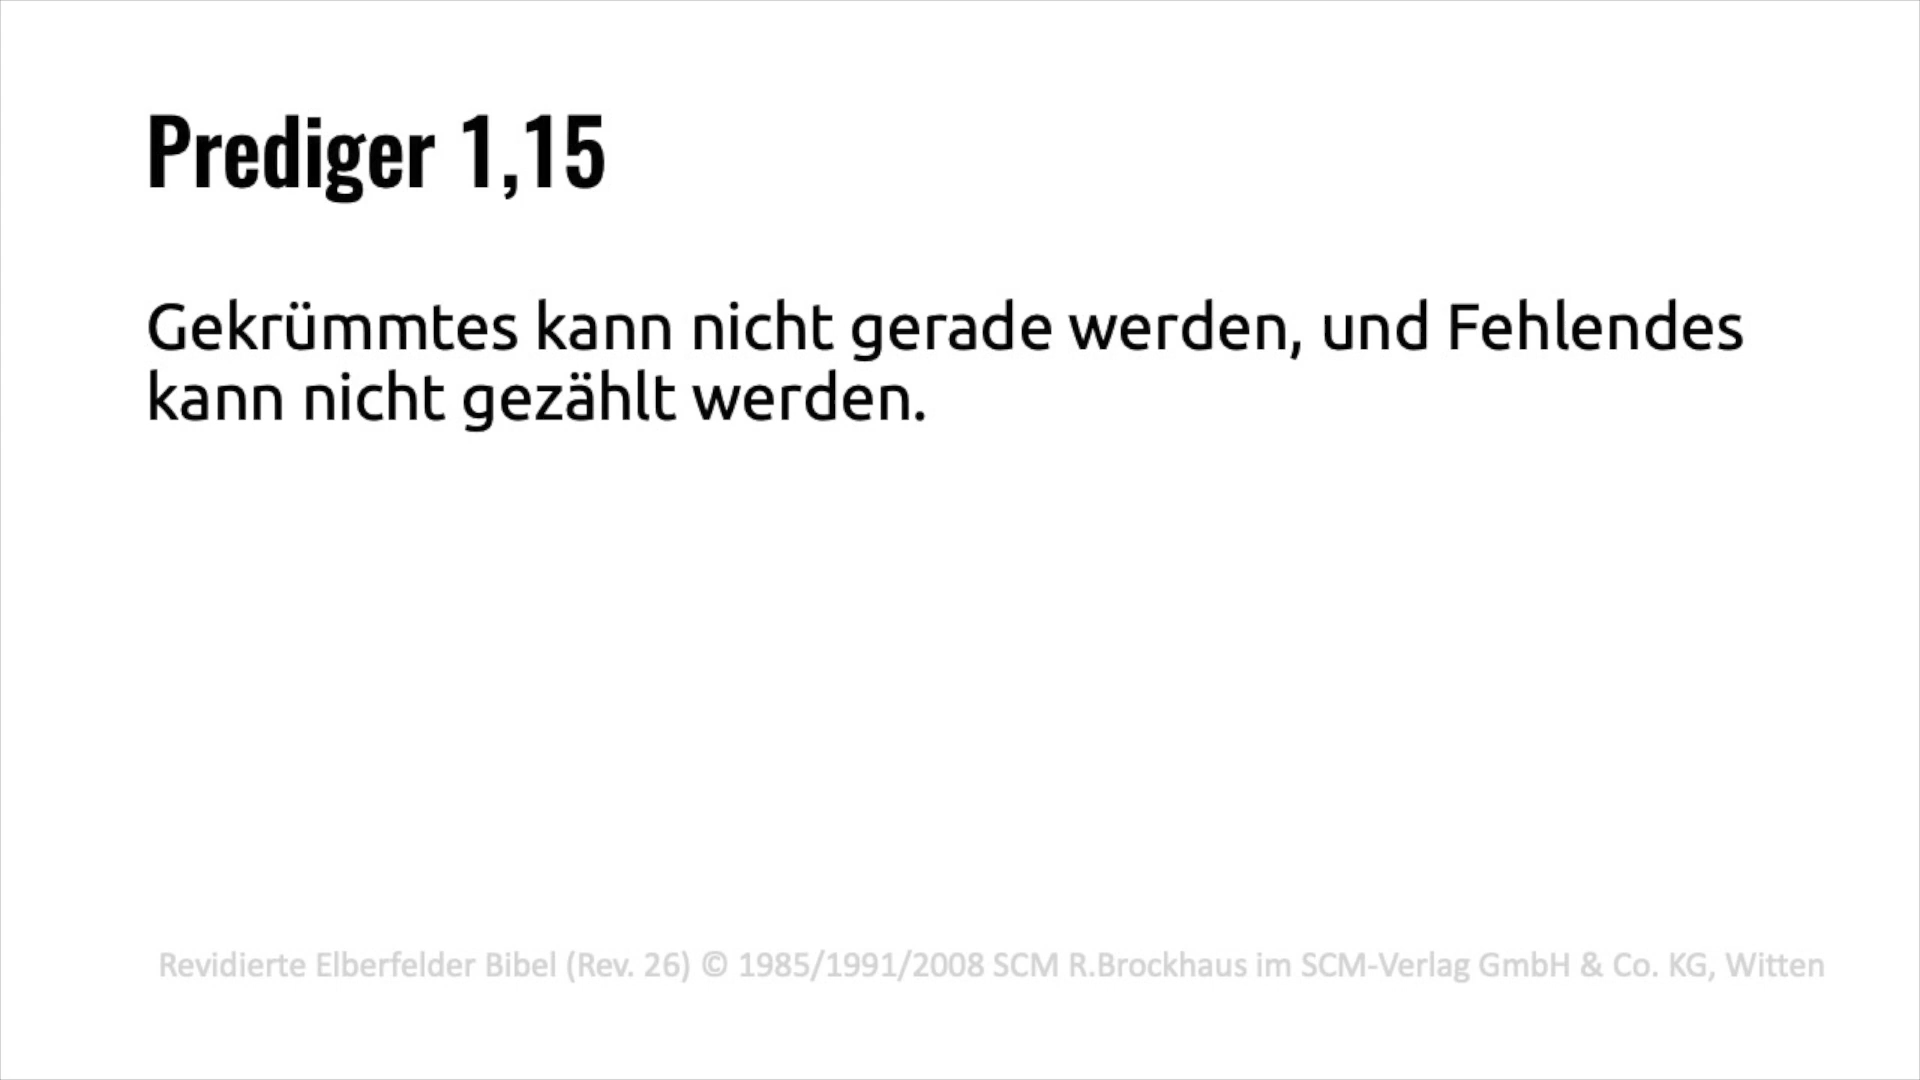 Prediger 1,15
Gekrümmtes kann nicht gerade werden, und Fehlendes
kann nicht gezählt werden.
Revidierte Elberfelder Bibel (Rev. 26) © 1985/1991/2008 SCM R.Brockhaus im SCM-Verlag GmbH & Co. KG, Witten